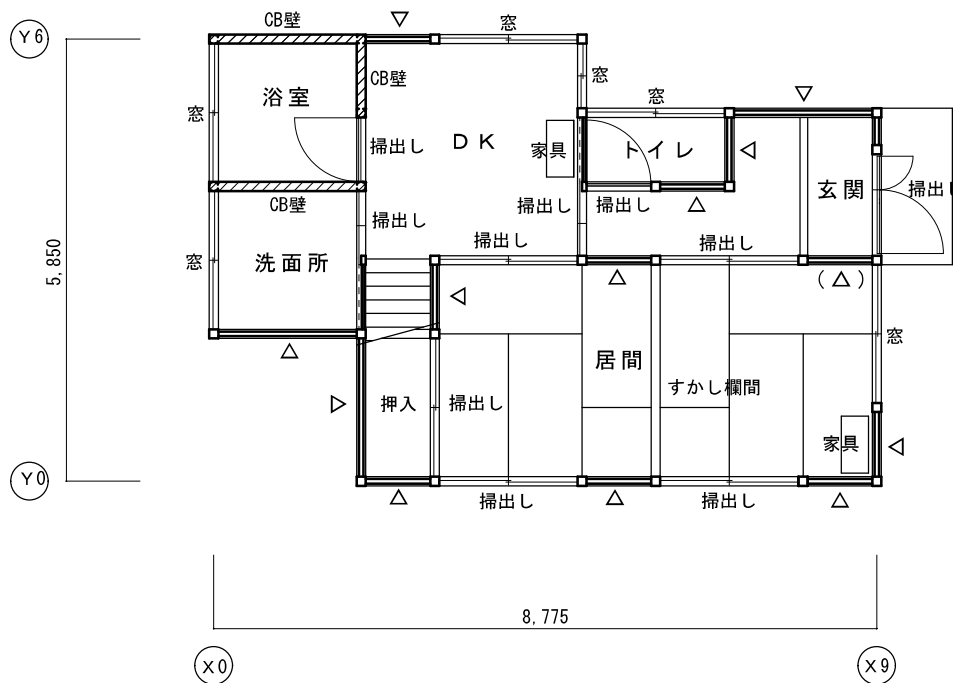 CB壁
窓
Y6
CB壁
窓
浴室
窓
窓
掃出し
DK
家具
トイレ
玄関
掃出し
CB壁
掃出し
掃出し
掃出し
掃出し
掃出し
洗面所
窓
(△)
5,850
窓
居間
すかし欄間
押入
掃出し
家具
Y0
掃出し
掃出し
8,775
X0
X9